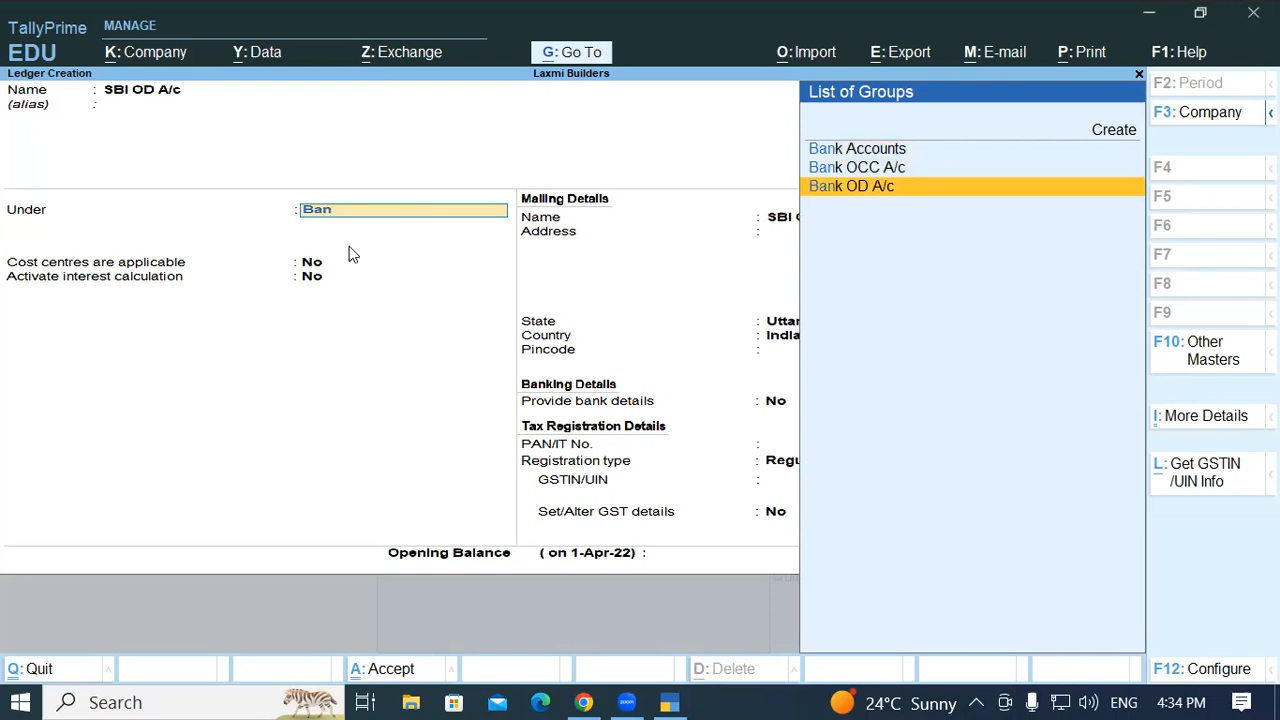 TallyPrime
MANAGE
EDU
K: Company
Y: Data
Z: Exchange
G: Go To
O: Import
E: Export
M: E-mail
P: Print
F1: Help
Ledger Creation
Laxmi Builders
Name : SBI OD A/c
(alias) :
Under : Ban
Cost centres are applicable : No
Activate interest calculation : No
Mailing Details
Name : SBI
Address :
State : Uttar
Country : India
Pincode :
Banking Details
Provide bank details : No
Tax Registration Details
PAN/IT No. :
Registration type : Regu
GSTIN/UIN :
Set/Alter GST details : No
Opening Balance ( on 1-Apr-22) :
List of Groups
Create
Bank Accounts
Bank OCC A/c
Bank OD A/c
F2: Period
F3: Company
F4
F5
F6
F7
F8
F9
F10: Other
Masters
I: More Details
L: Get GSTIN
/UIN Info
Q: Quit
A: Accept
D: Delete
F12: Configure
Search
24°C Sunny
ENG
4:34 PM